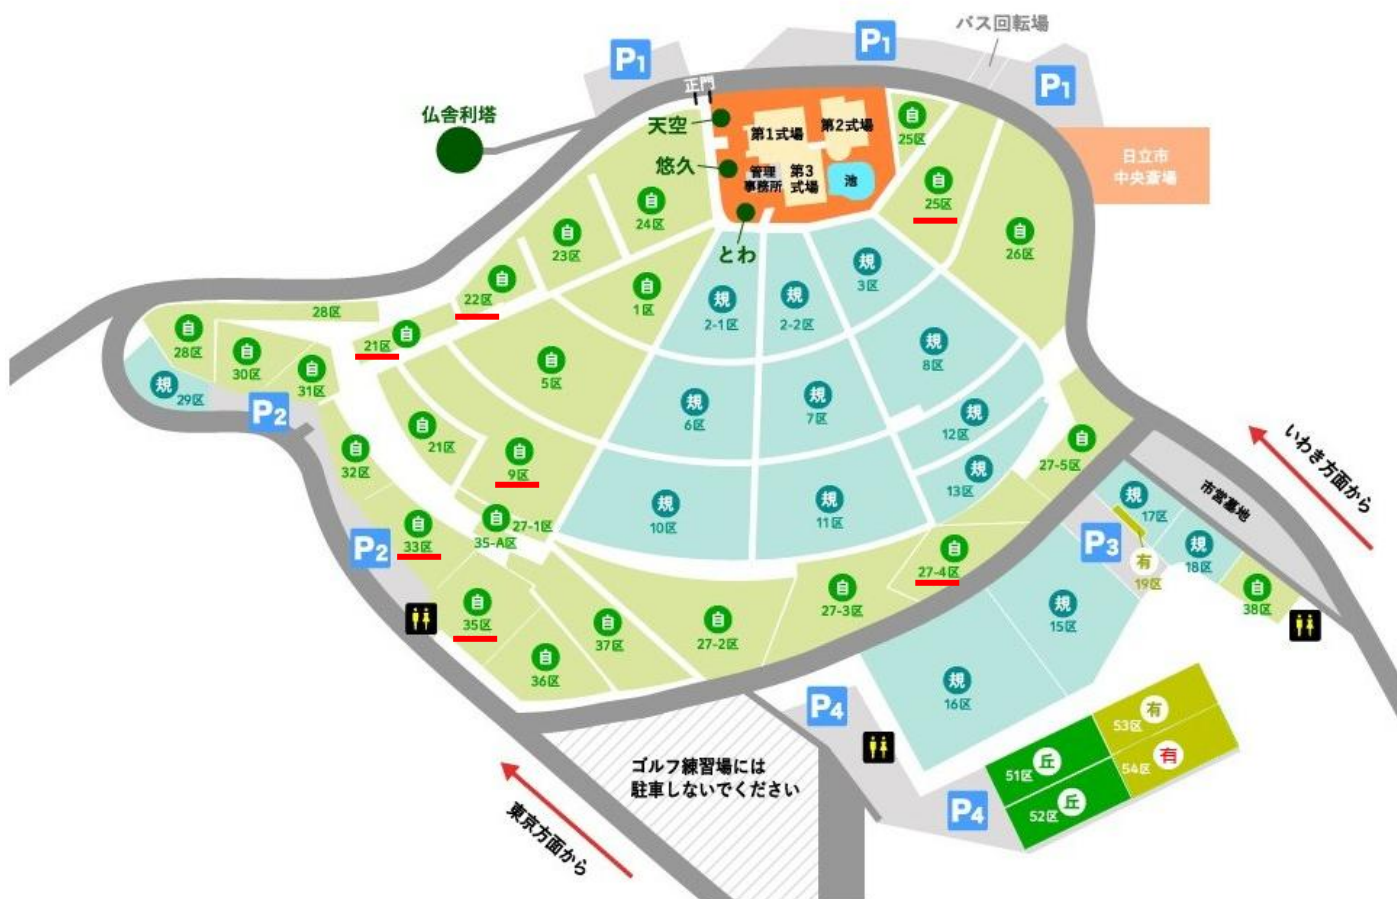 バス回転場
P1
P1
P1
正門
仏舎利塔
天空
第1式場
第2式場
自
25区
悠久
管理
事務所
第3
式場
池
日立市
中央斎場
自
25区
自
24区
自
23区
とわ
自
26区
自
22区
自
1区
規
2-1区
規
2-2区
規
3区
28区
自
28区
自
21区
自
30区
自
31区
自
5区
規
8区
規
29区
P2
規
6区
規
7区
規
12区
自
21区
自
32区
自
9区
規
13区
自
27-5区
いわき方面から
市営墓地
規
10区
規
11区
規
17区
自
33区
P2
自
35-A区
27-1区
自
27-4区
P3
有
19区
規
18区
自
38区
自
35区
自
36区
自
37区
自
27-2区
自
27-3区
規
15区
規
16区
P4
有
53区
有
54区
丘
51区
丘
52区
P4
ゴルフ練習場には
駐車しないでください
東京方面から